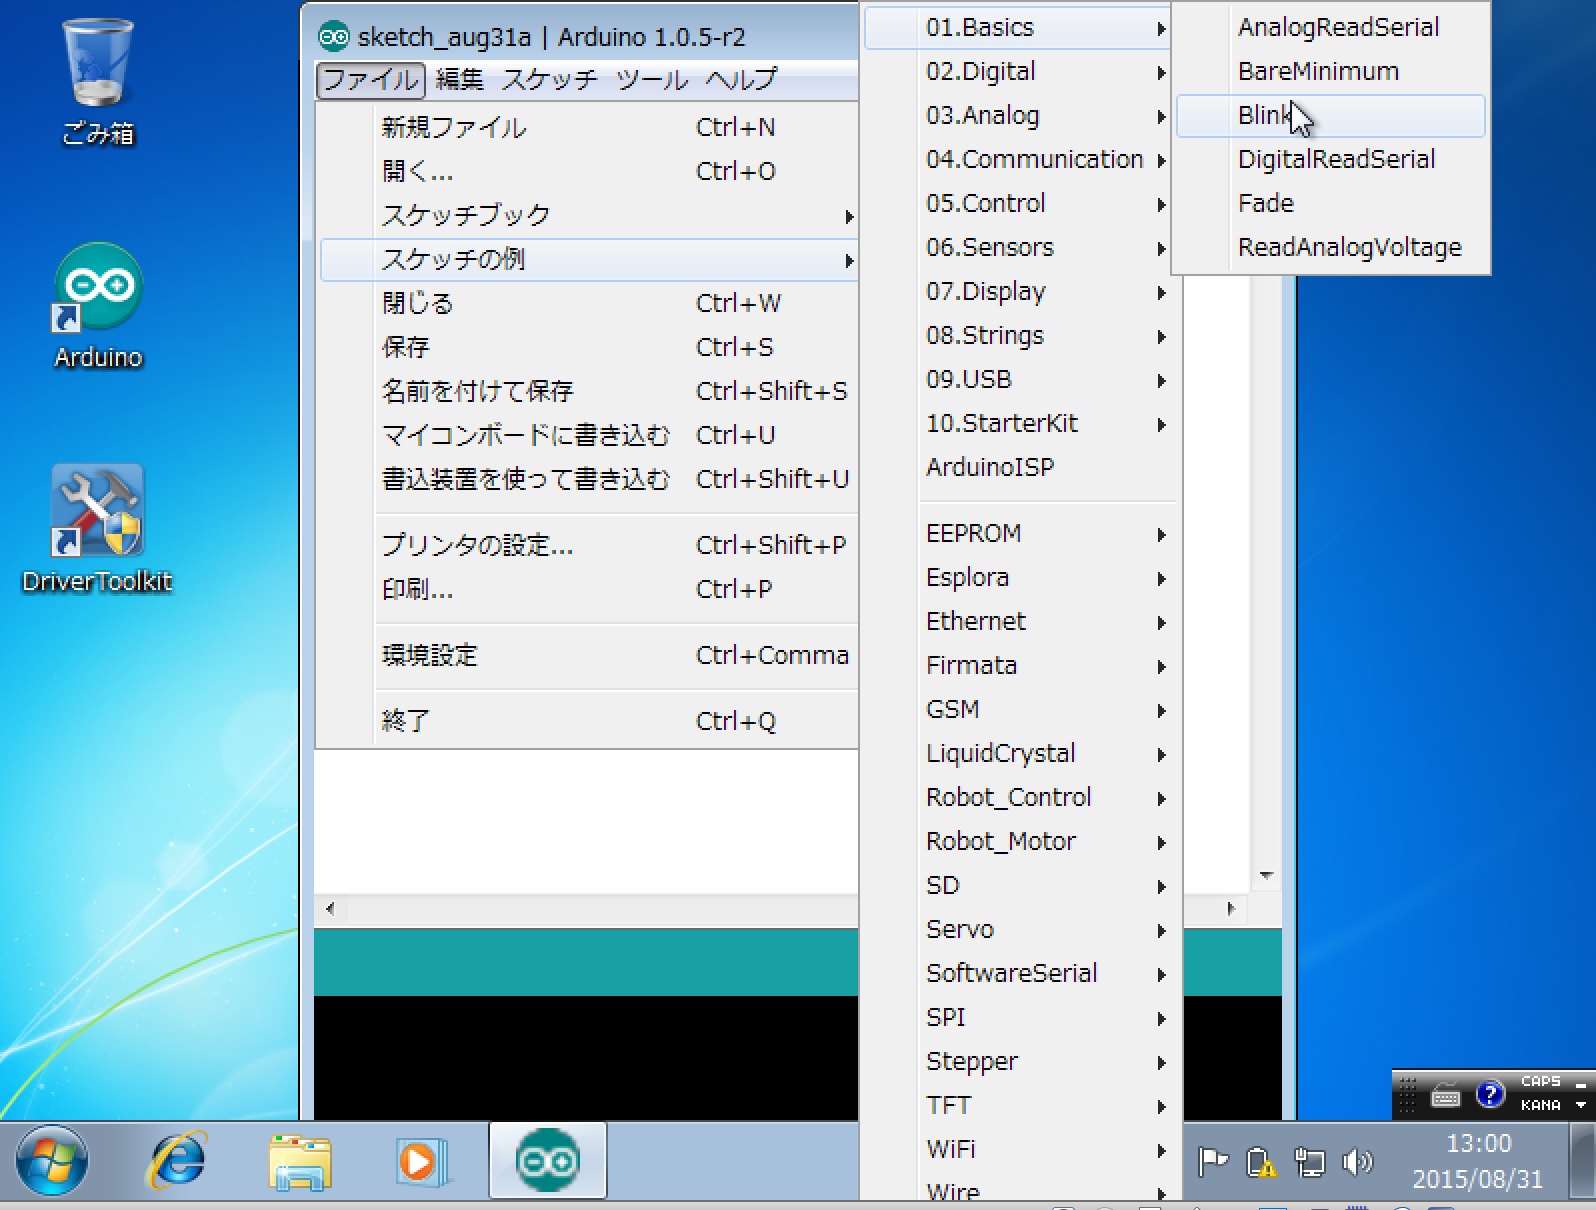 ごみ箱
Arduino
DriverToolkit
sketch_aug31a | Arduino 1.0.5-r2
ファイル 編集 スケッチ ツール ヘルプ
新規ファイル Ctrl+N
開く... Ctrl+O
スケッチブック
スケッチの例
閉じる Ctrl+W
保存 Ctrl+S
名前を付けて保存 Ctrl+Shift+S
マイコンボードに書き込む Ctrl+U
書込装置を使って書き込む Ctrl+Shift+U
プリンタの設定... Ctrl+Shift+P
印刷... Ctrl+P
環境設定 Ctrl+Comma
終了 Ctrl+Q
01.Basics
02.Digital
03.Analog
04.Communication
05.Control
06.Sensors
07.Display
08.Strings
09.USB
10.StarterKit
ArduinoISP
EEPROM
Esplora
Ethernet
Firmata
GSM
LiquidCrystal
Robot_Control
Robot_Motor
SD
Servo
SoftwareSerial
SPI
Stepper
TFT
WiFi
Wire
AnalogReadSerial
BareMinimum
Blink
DigitalReadSerial
Fade
ReadAnalogVoltage
CAPS
KANA
13:00
2015/08/31